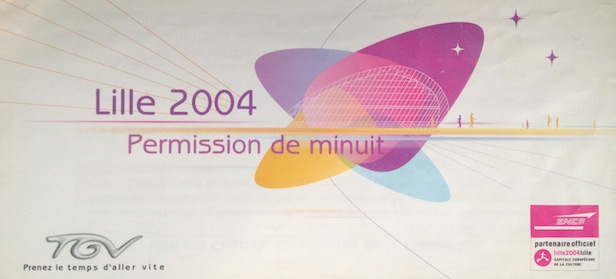 Lille 2004
Permission de minuit
TGV
Prenez le temps d'aller vite
SNCF
partenaire officiel
lille2004lille
CAPITALE EUROPÉENNE
DE LA CULTURE